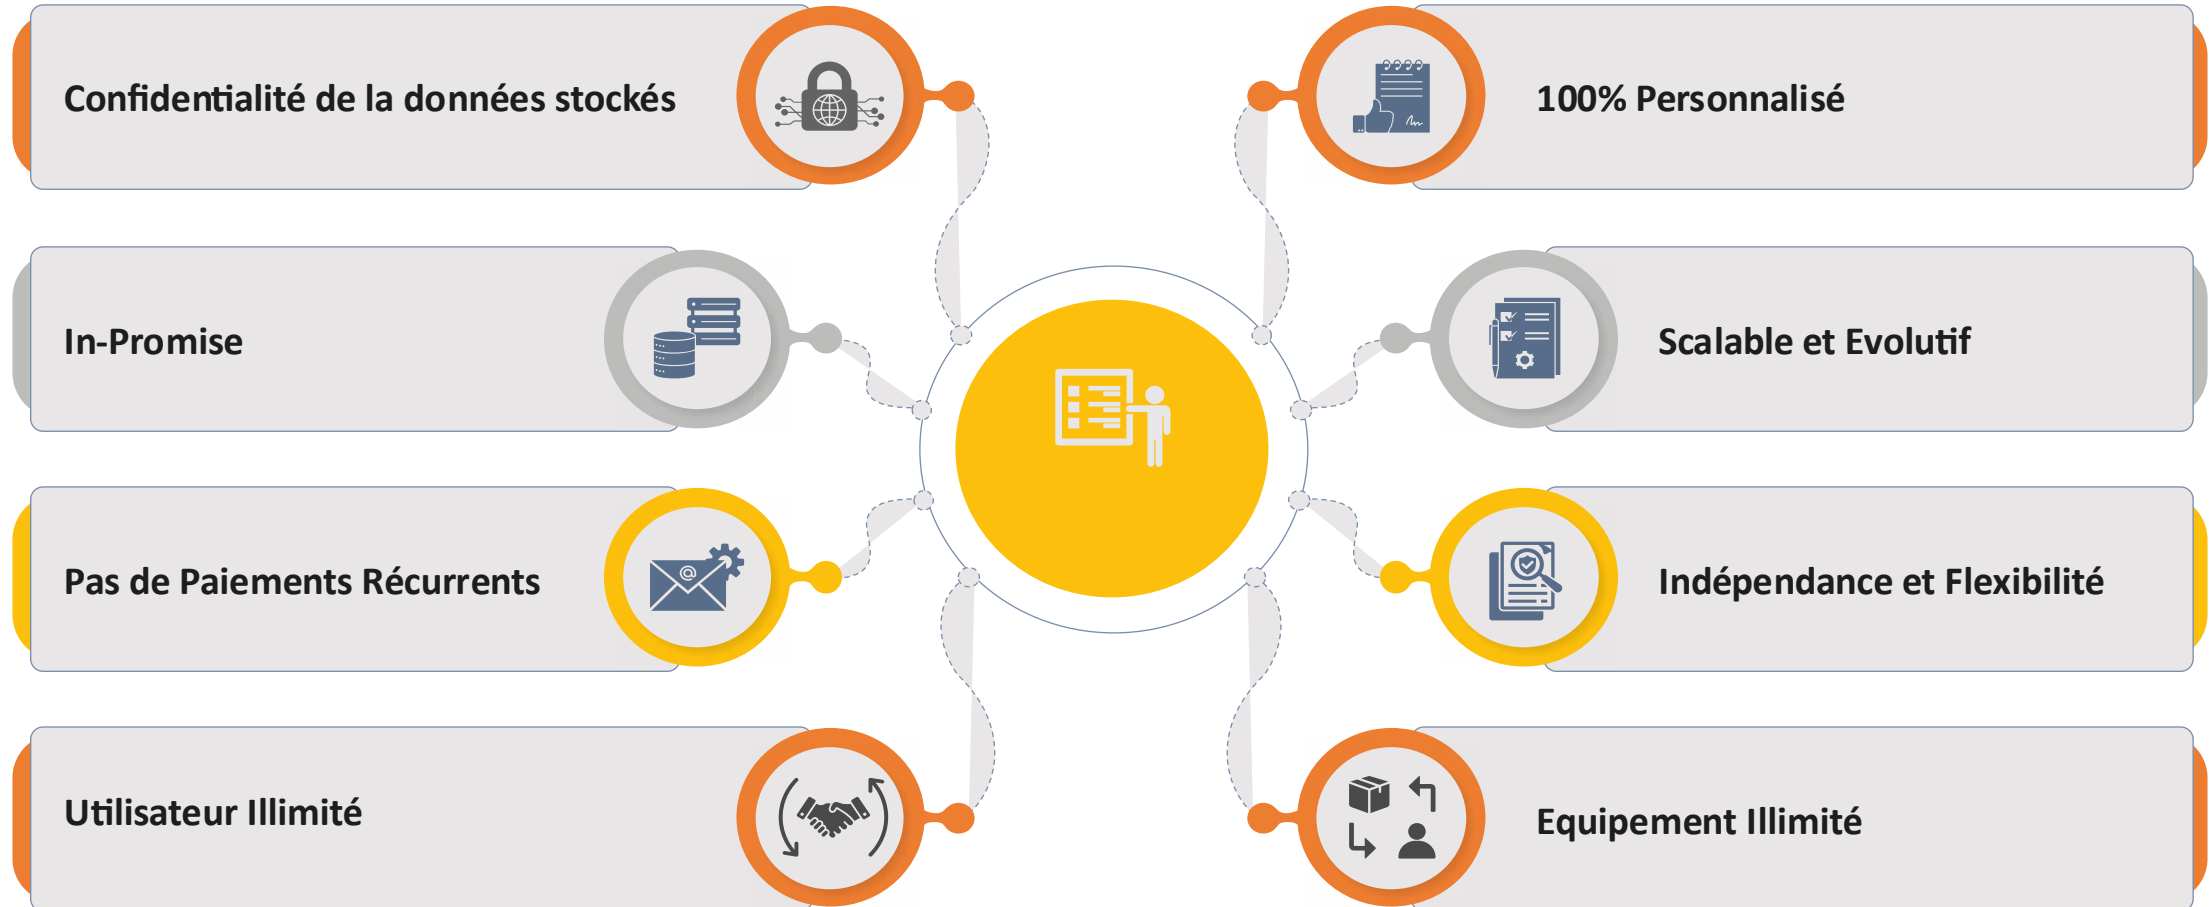 Confidentialité de la données stockés
In-Promise
Pas de Paiements Récurrents
Utilisateur Illimité
100% Personnalisé
Scalable et Evolutif
Indépendance et Flexibilité
Equipement Illimité